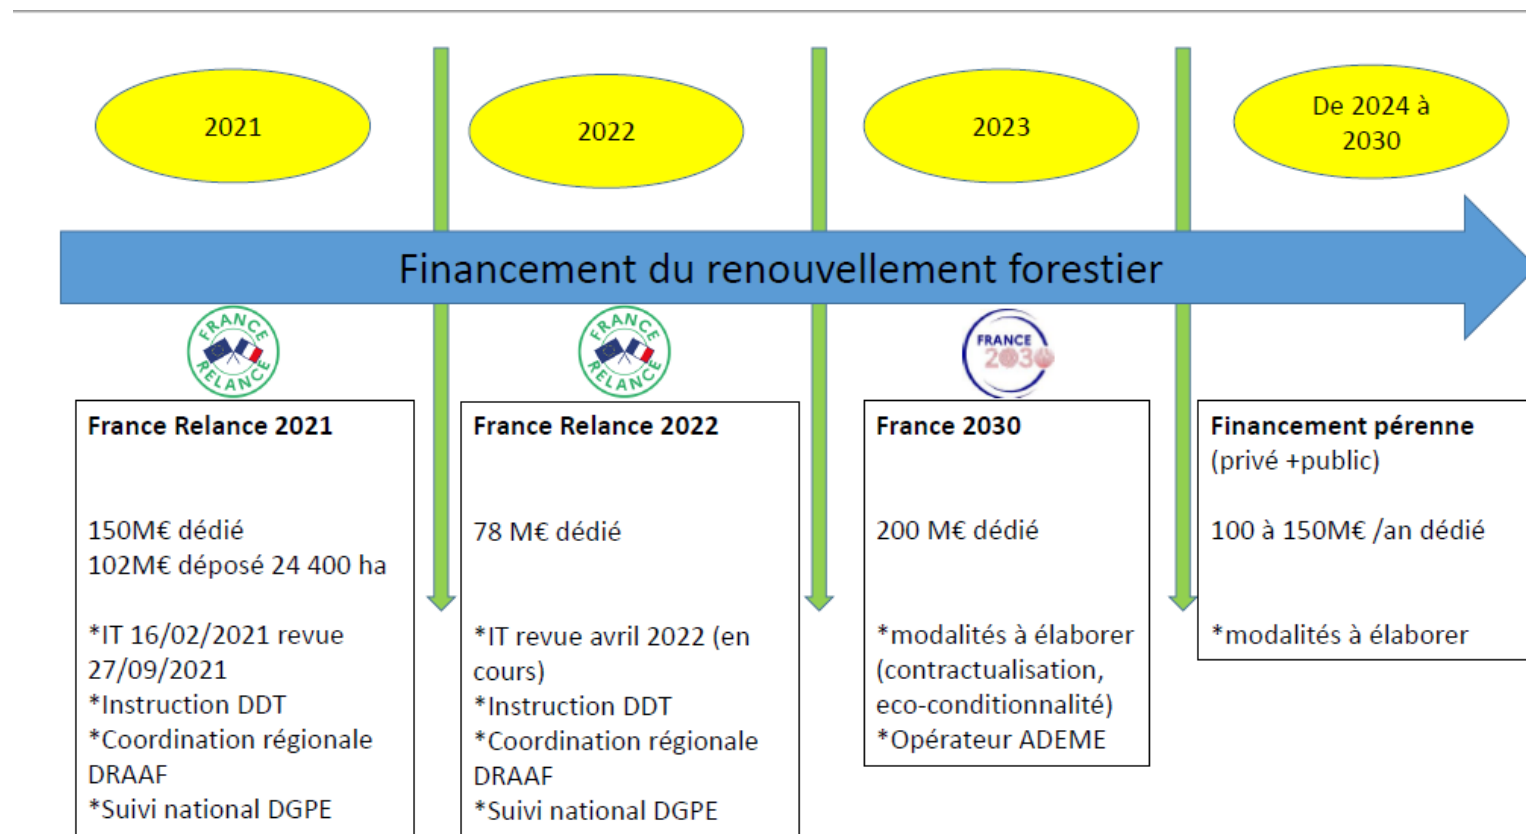 2021
2022
2023
De 2024 à
2030
Financement du renouvellement forestier
FRANCE
RELANCE
FRANCE
RELANCE
FRANCE
2030
France Relance 2021
150M€ dédié
102M€ déposé 24 400 ha
*IT 16/02/2021 revue
27/09/2021
*Instruction DDT
*Coordination régionale
DRAAF
*Suivi national DGPE
France Relance 2022
78 M€ dédié
*IT revue avril 2022 (en
cours)
*Instruction DDT
*Coordination régionale
DRAAF
*Suivi national DGPE
France 2030
200 M€ dédié
*modalités à élaborer
(contractualisation,
eco-conditionnalité)
*Opérateur ADEME
Financement pérenne
(privé +public)
100 à 150M€ /an dédié
*modalités à élaborer